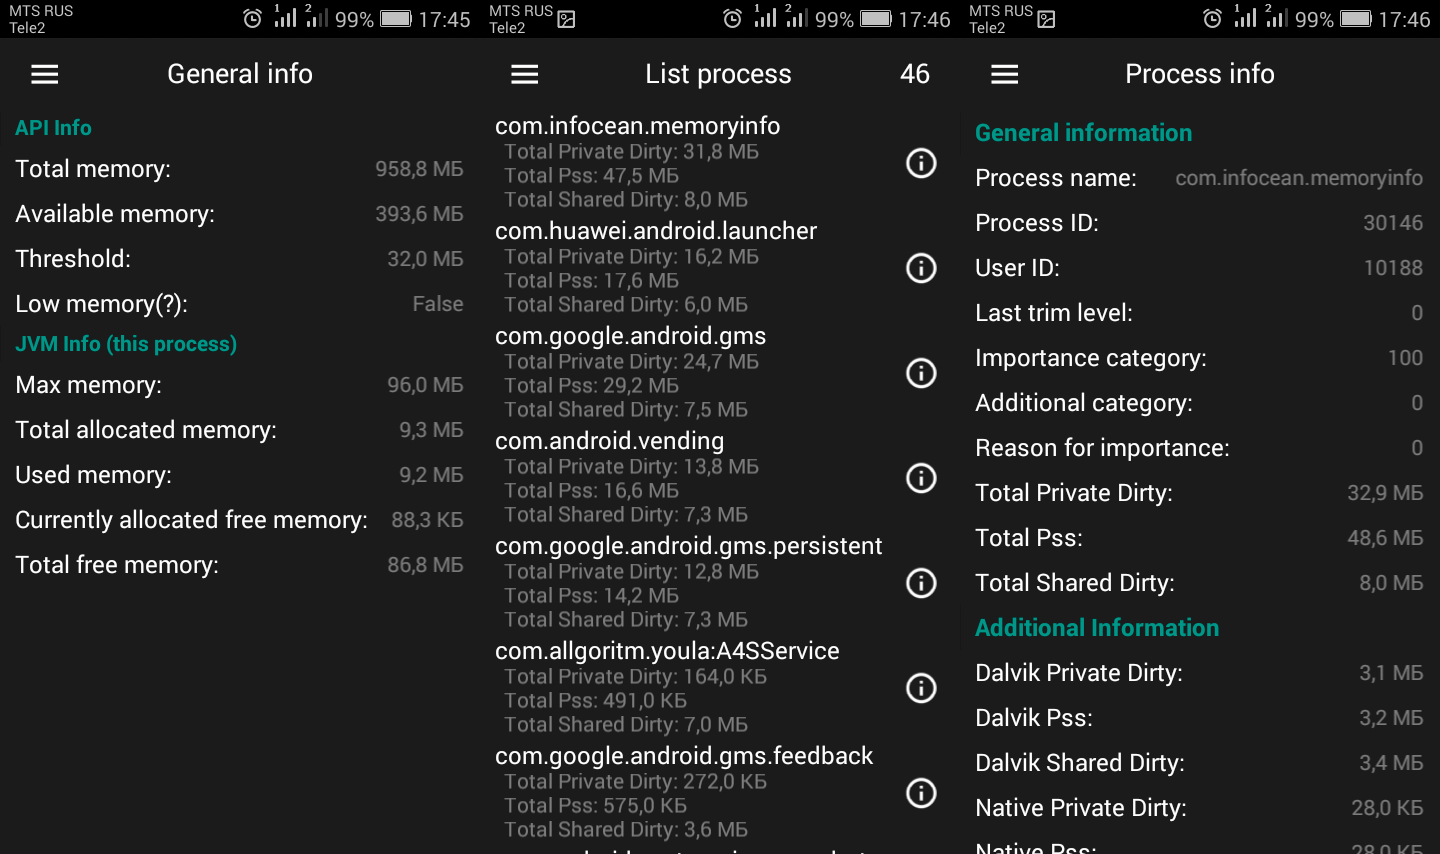 MTS RUS
Tele2
1 2 99% 17:45
General info
API Info
Total memory: 958,8 МБ
Available memory: 393,6 МБ
Threshold: 32,0 МБ
Low memory(?): False
JVM Info (this process)
Max memory: 96,0 МБ
Total allocated memory: 9,3 МБ
Used memory: 9,2 МБ
Currently allocated free memory: 88,3 КБ
Total free memory: 86,8 МБ
MTS RUS
Tele2
1 2 99% 17:46
List process 46
com.infocean.memoryinfo
Total Private Dirty: 31,8 МБ
Total Pss: 47,5 МБ
Total Shared Dirty: 8,0 МБ
com.huawei.android.launcher
Total Private Dirty: 16,2 МБ
Total Pss: 17,6 МБ
Total Shared Dirty: 6,0 МБ
com.google.android.gms
Total Private Dirty: 24,7 МБ
Total Pss: 29,2 МБ
Total Shared Dirty: 7,5 МБ
com.android.vending
Total Private Dirty: 13,8 МБ
Total Pss: 16,6 МБ
Total Shared Dirty: 7,3 МБ
com.google.android.gms.persistent
Total Private Dirty: 12,8 МБ
Total Pss: 14,2 МБ
Total Shared Dirty: 7,3 МБ
com.allgoritm.youla:A4SService
Total Private Dirty: 164,0 КБ
Total Pss: 491,0 КБ
Total Shared Dirty: 7,0 МБ
com.google.android.gms.feedback
Total Private Dirty: 272,0 КБ
Total Pss: 575,0 КБ
Total Shared Dirty: 3,6 МБ
MTS RUS
Tele2
1 2 99% 17:46
Process info
General information
Process name: com.infocean.memoryinfo
Process ID: 30146
User ID: 10188
Last trim level: 0
Importance category: 100
Additional category: 0
Reason for importance: 0
Total Private Dirty: 32,9 МБ
Total Pss: 48,6 МБ
Total Shared Dirty: 8,0 МБ
Additional Information
Dalvik Private Dirty: 3,1 МБ
Dalvik Pss: 3,2 МБ
Dalvik Shared Dirty: 3,4 МБ
Native Private Dirty: 28,0 КБ
Native Pss: 28,0 КБ